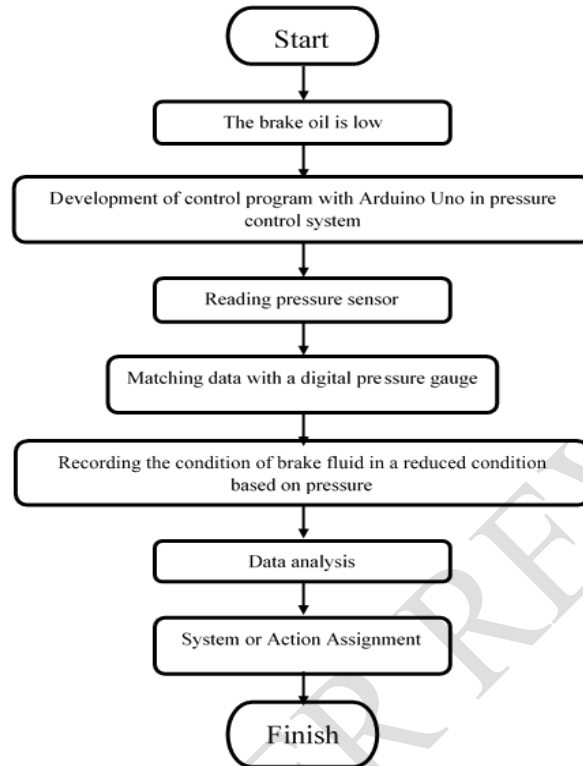 Start
The brake oil is low
Development of control program with Arduino Uno in pressure
control system
Reading pressure sensor
Matching data with a digital pressure gauge
Recording the condition of brake fluid in a reduced condition
based on pressure
Data analysis
System or Action Assignment
Finish